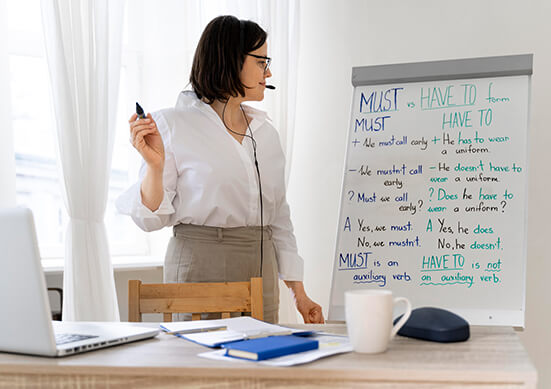 MUST vs HAVE TO form
MUST HAVE TO
+ We must call early + He has to wear
a uniform.
- We mustn't call - He doesn't have to
early wear a uniform.
? Must we call ? Does he have to
early? wear a uniform?
A Yes, we must. A Yes, he does.
No, we mustn't. No, he doesn't.
MUST is an HAVE TO is not
auxiliary verb. an auxiliary verb.